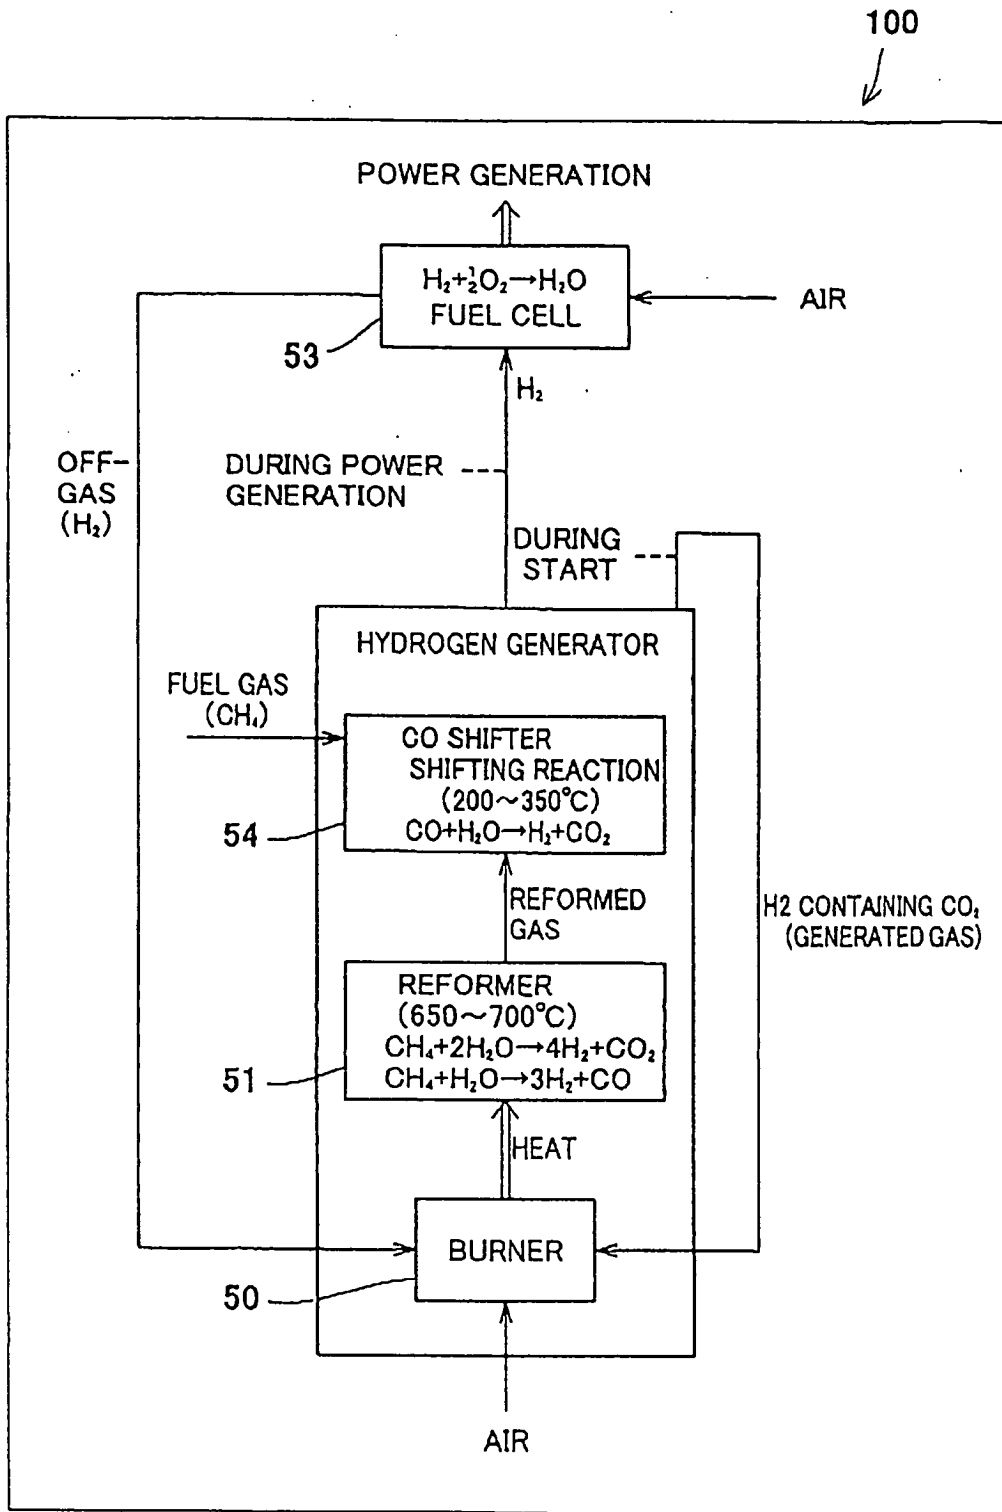 100
POWER GENERATION
H₂+½O₂→H₂O
FUEL CELL
53
AIR
H₂
OFF-
GAS
(H₂)
DURING POWER
GENERATION
DURING
START
HYDROGEN GENERATOR
FUEL GAS
(CH₄)
CO SHIFTER
SHIFTING REACTION
(200～350°C)
CO+H₂O→H₂+CO₂
54
REFORMED
GAS
H2 CONTAINING CO₂
(GENERATED GAS)
REFORMER
(650～700°C)
CH₄+2H₂O→4H₂+CO₂
CH₄+H₂O→3H₂+CO
51
HEAT
BURNER
50
AIR